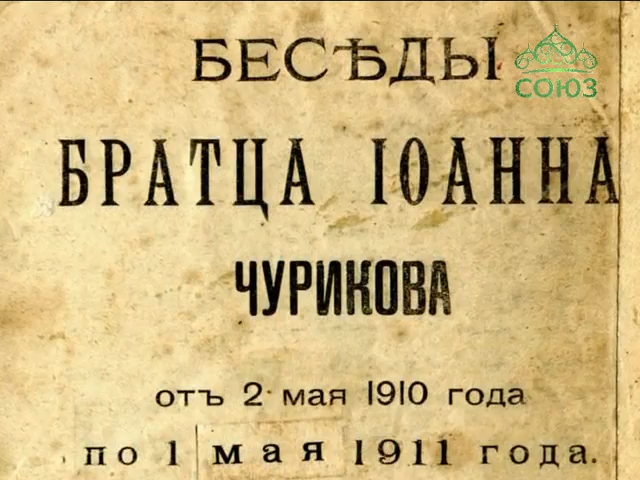 БЕСѢДЫ
СОЮЗ
БРАТЦА ІОАННА
ЧУРИКОВА
отъ 2 мая 1910 года
по 1 мая 1911 года.